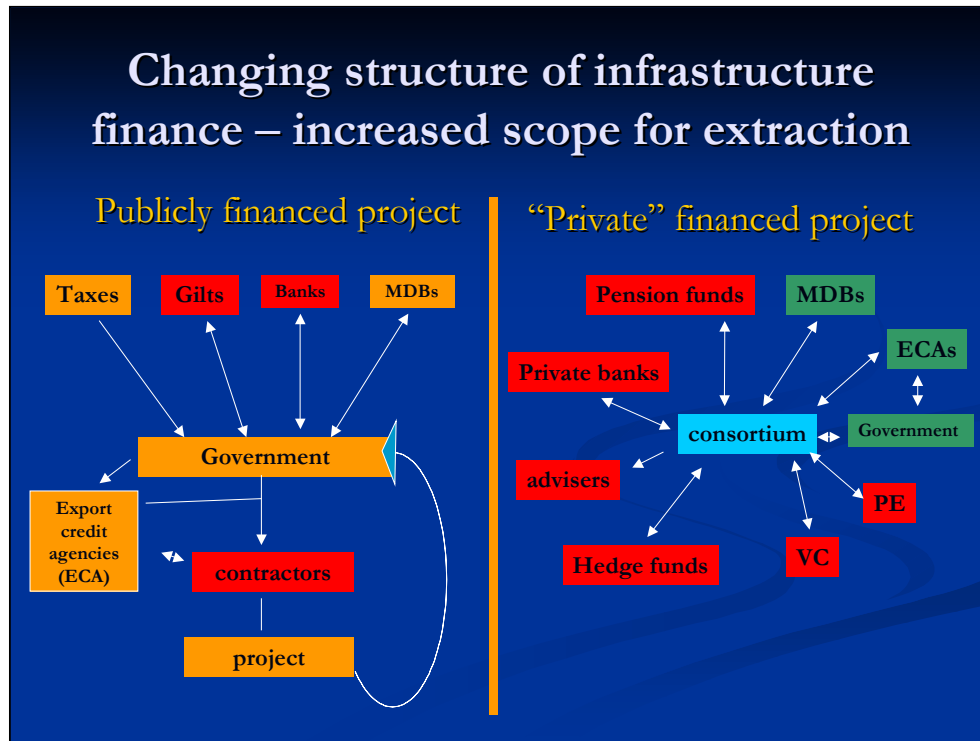 Changing structure of infrastructure
finance – increased scope for extraction
Publicly financed project
Taxes
Gilts
Banks
MDBs
Government
Export
credit
agencies
(ECA)
contractors
project
“Private” financed project
Pension funds
MDBs
ECAs
Private banks
consortium
Government
advisers
PE
Hedge funds
VC